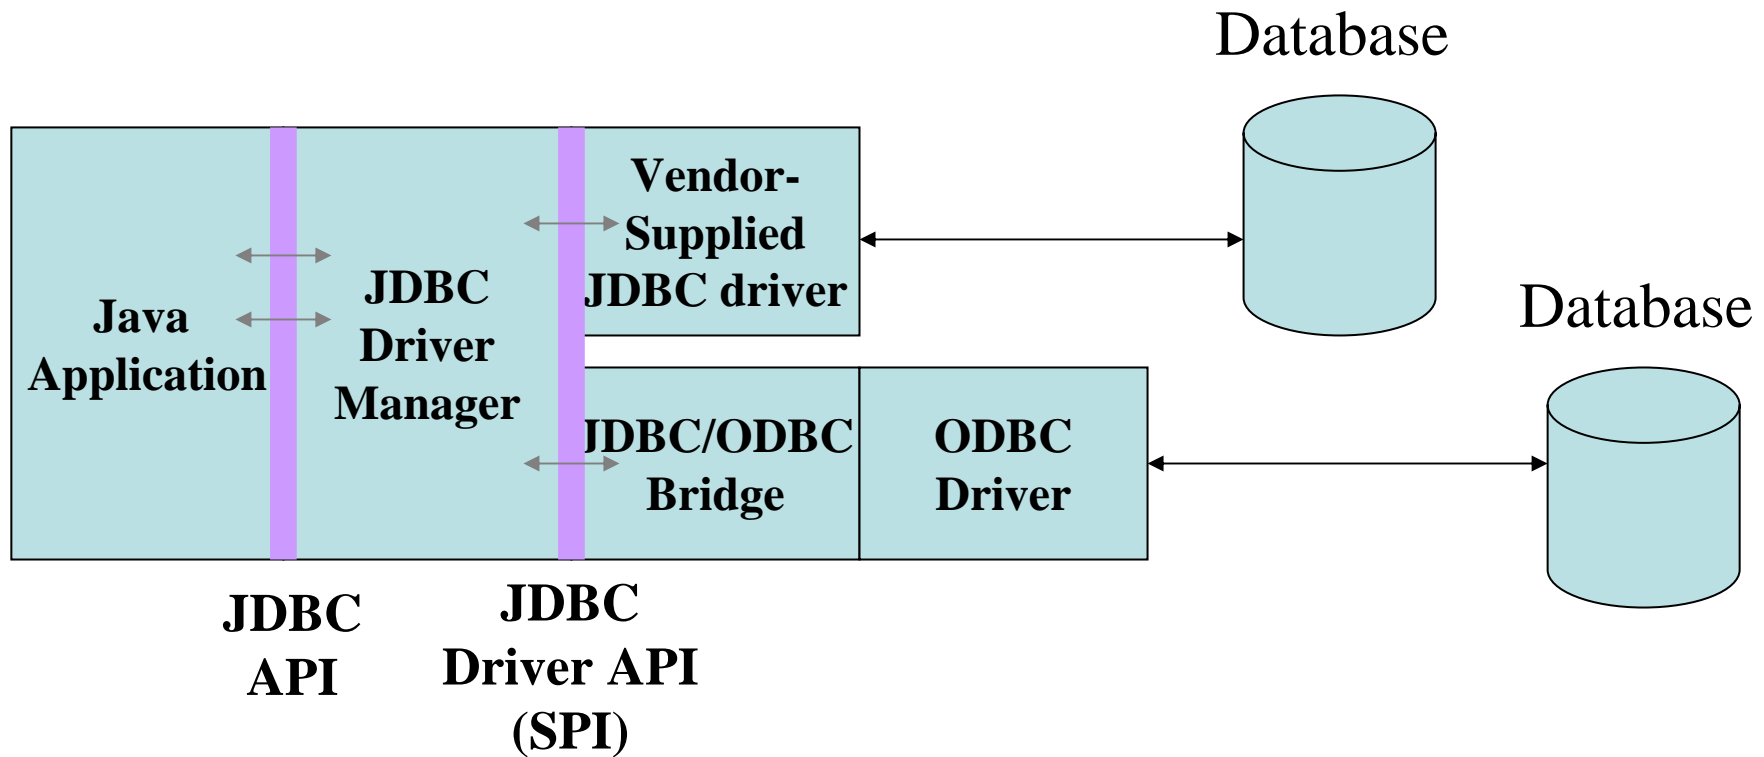 Database
Vendor-
Supplied
JDBC driver
Database
Java
Application
JDBC
Driver
Manager
JDBC/ODBC
Bridge
ODBC
Driver
JDBC
API
JDBC
Driver API
(SPI)